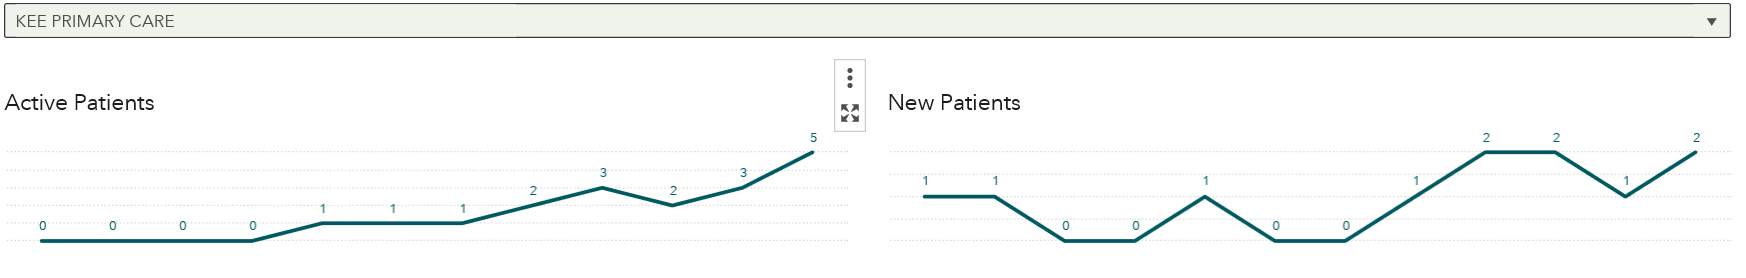 KEE PRIMARY CARE
Active Patients
0 0 0 0 1 1 1 2 3 2 3 5
New Patients
1 1 0 0 1 0 0 1 2 2 1 2